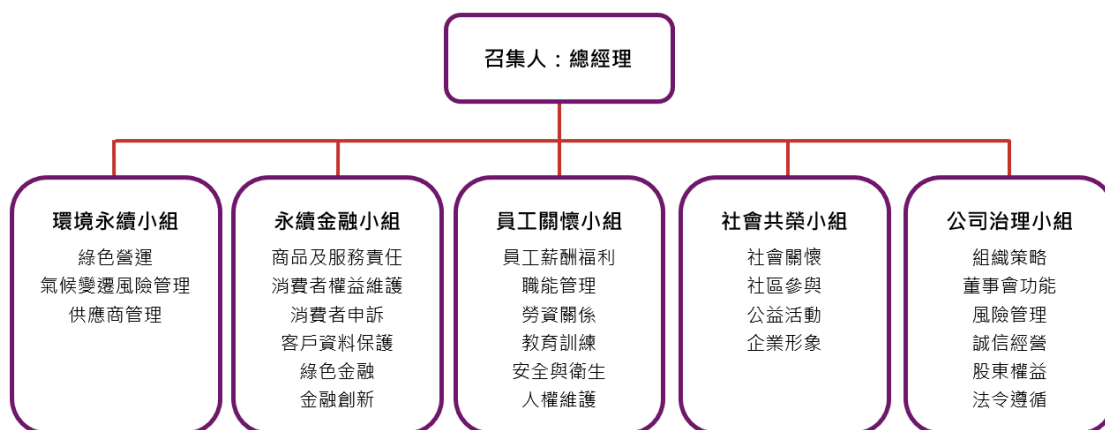 召集人：總經理
環境永續小組
綠色營運
氣候變遷風險管理
供應商管理
永續金融小組
商品及服務責任
消費者權益維護
消費者申訴
客戶資料保護
綠色金融
金融創新
員工關懷小組
員工薪酬福利
職能管理
勞資關係
教育訓練
安全與衛生
人權維護
社會共榮小組
社會關懷
社區參與
公益活動
企業形象
公司治理小組
組織策略
董事會功能
風險管理
誠信經營
股東權益
法令遵循